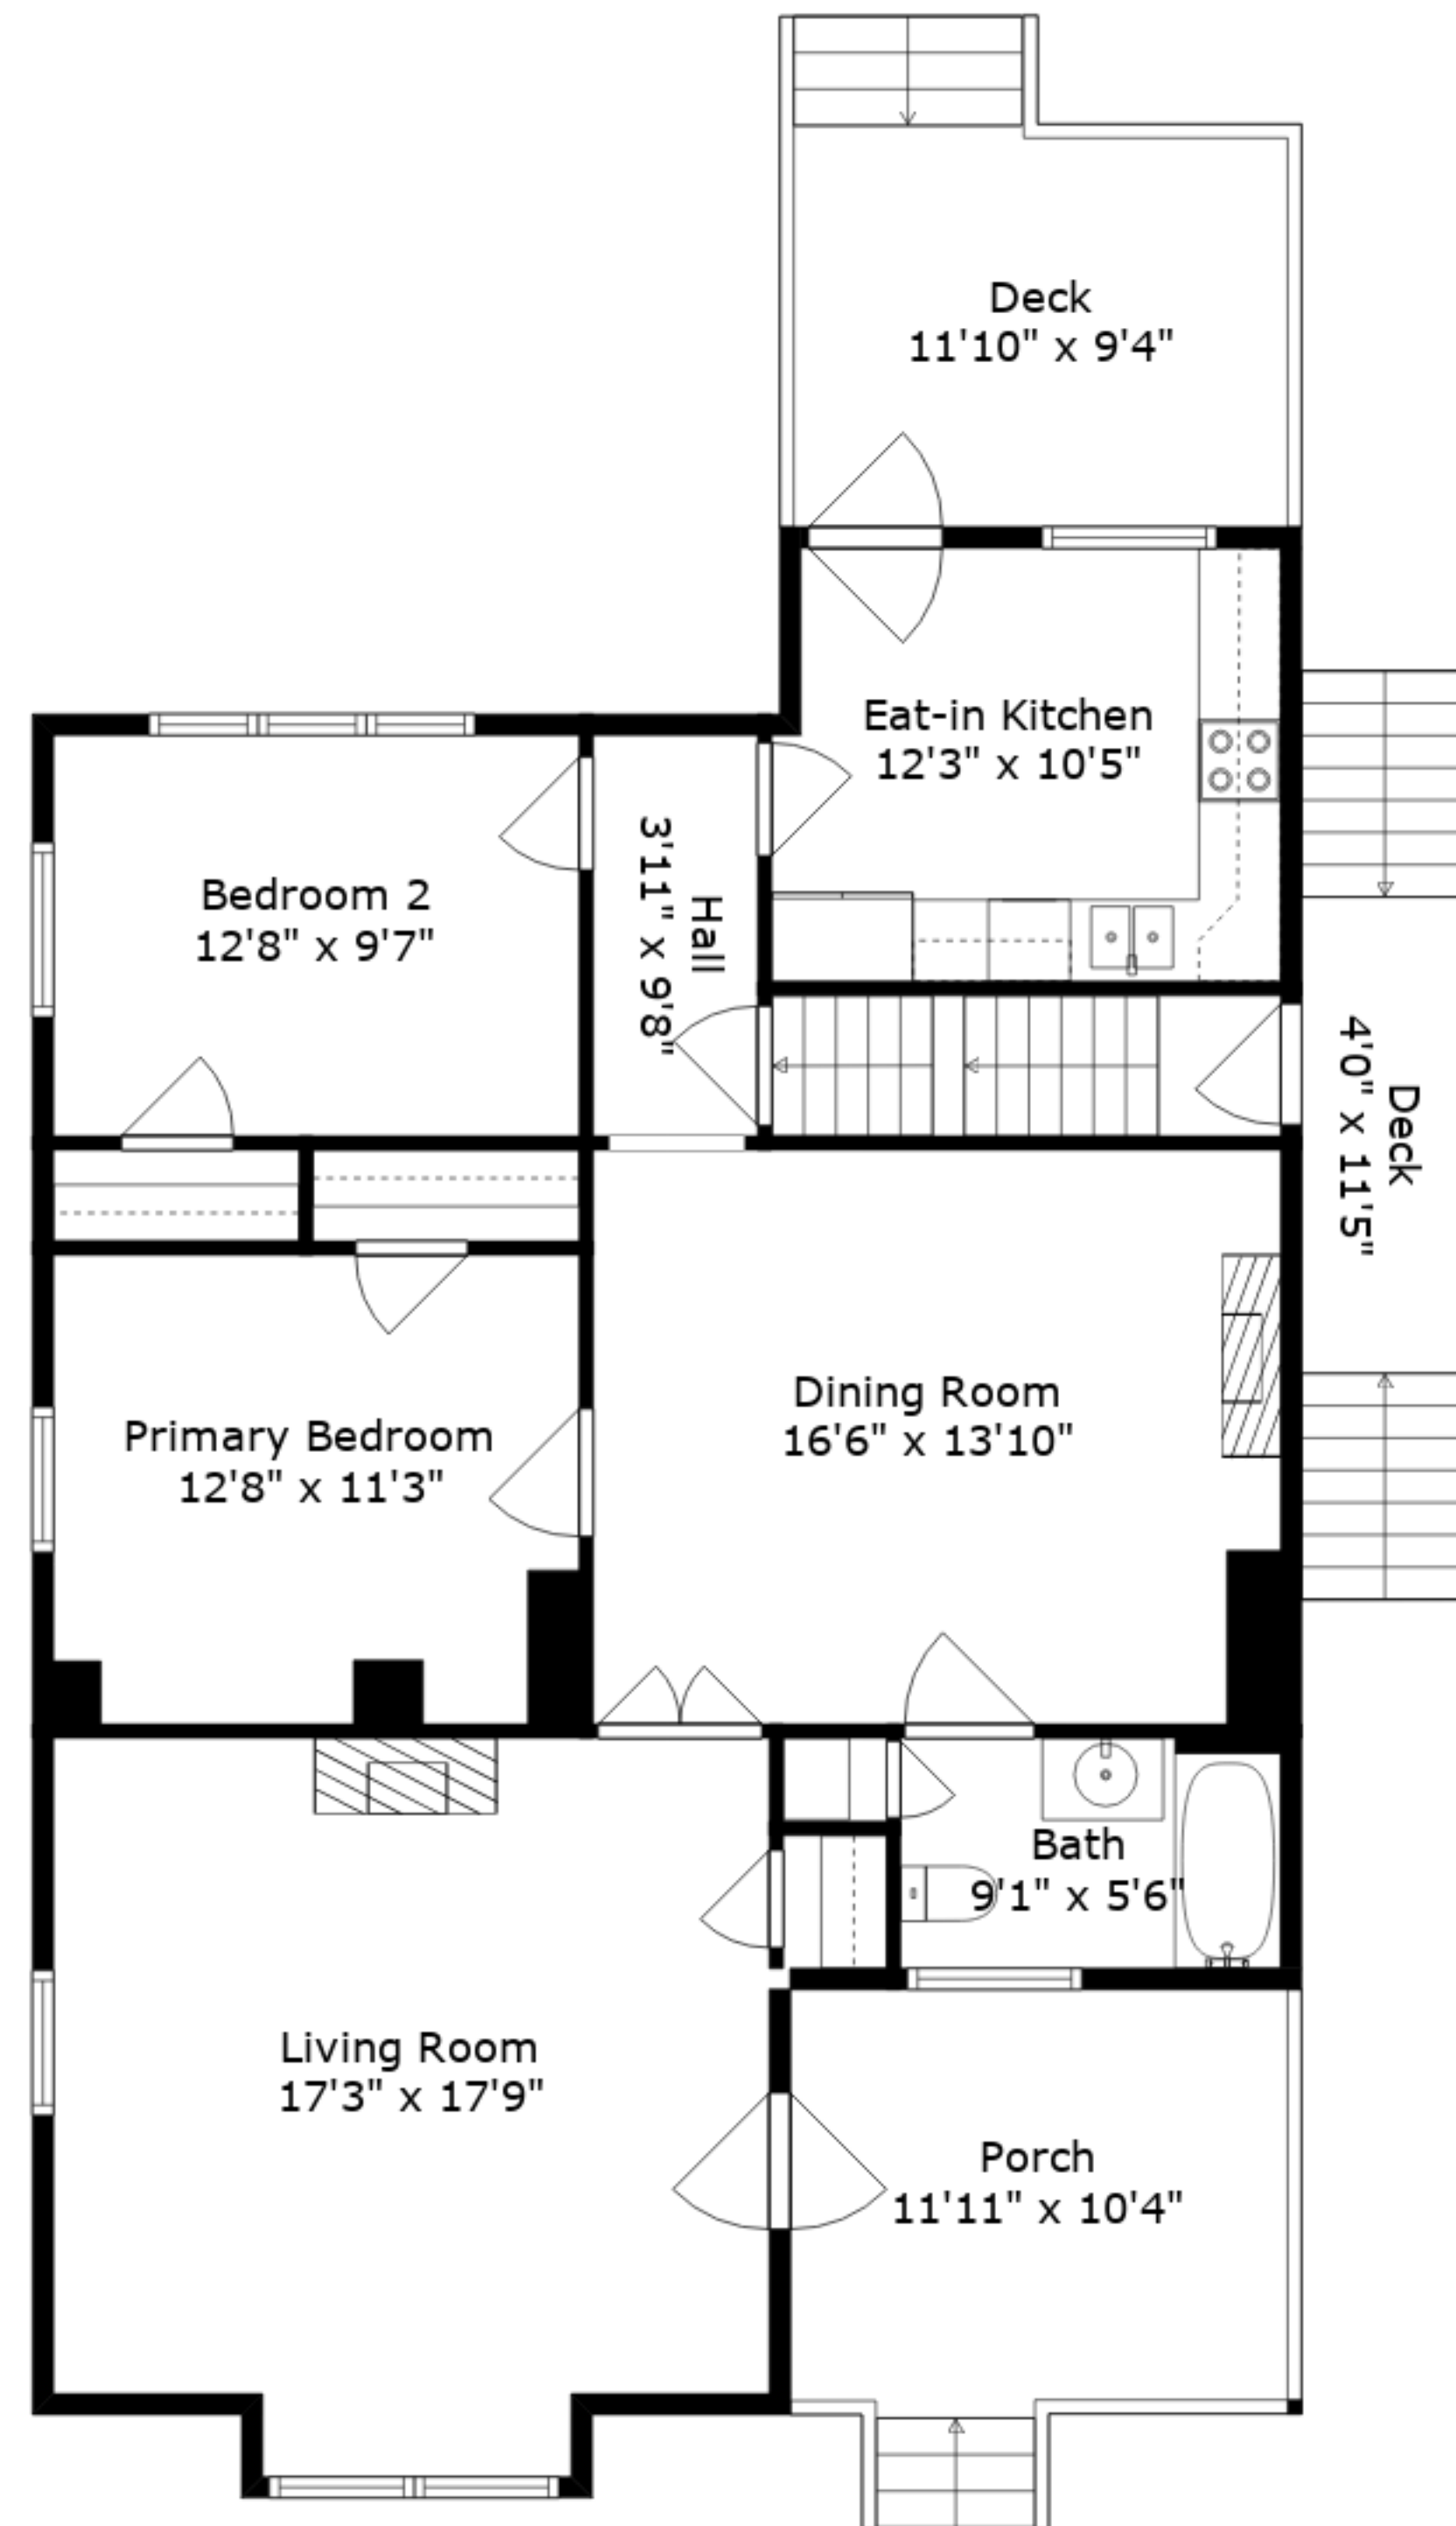 Deck
11'10" x 9'4"
Eat-in Kitchen
12'3" x 10'5"
Bedroom 2
12'8" x 9'7"
Hall
3'11" x 9'8"
Deck
4'0" x 11'5"
Dining Room
16'6" x 13'10"
Primary Bedroom
12'8" x 11'3"
Bath
9'1" x 5'6"
Living Room
17'3" x 17'9"
Porch
11'11" x 10'4"